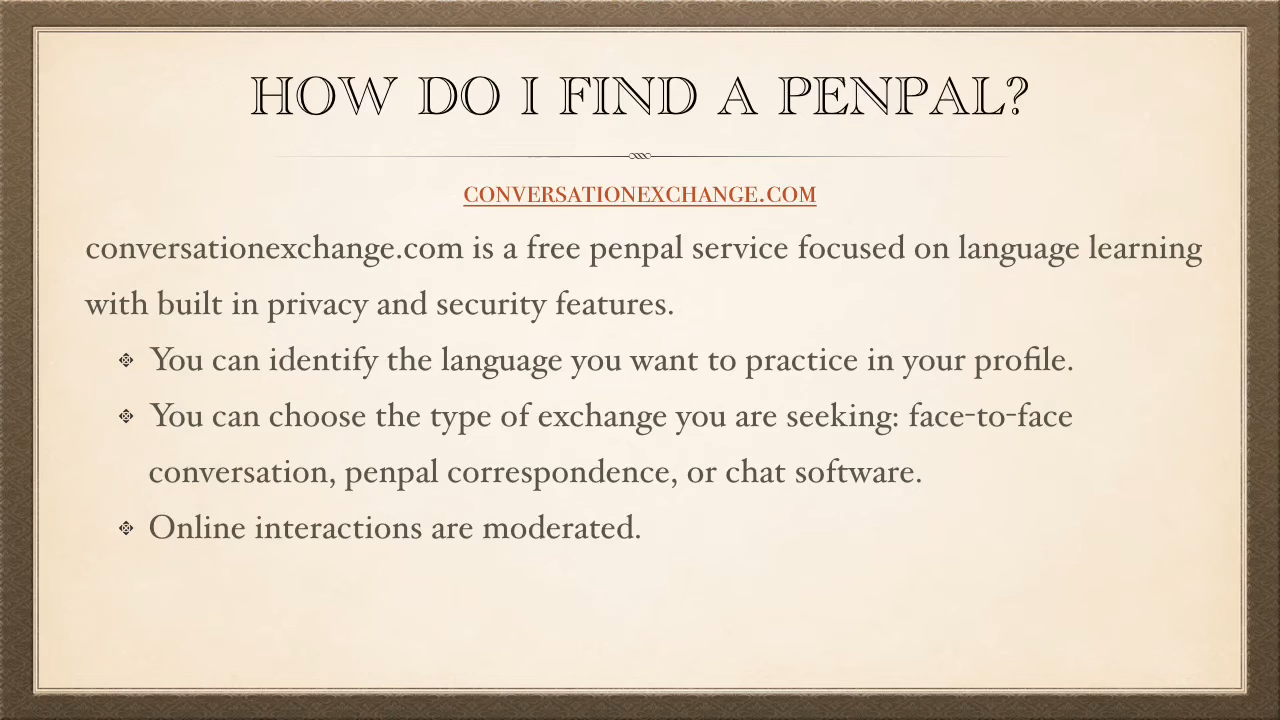 HOW DO I FIND A PENPAL?
CONVERSATIONEXCHANGE.COM
conversationexchange.com is a free penpal service focused on language learning
with built in privacy and security features.
You can identify the language you want to practice in your profile.
You can choose the type of exchange you are seeking: face-to-face
conversation, penpal correspondence, or chat software.
Online interactions are moderated.